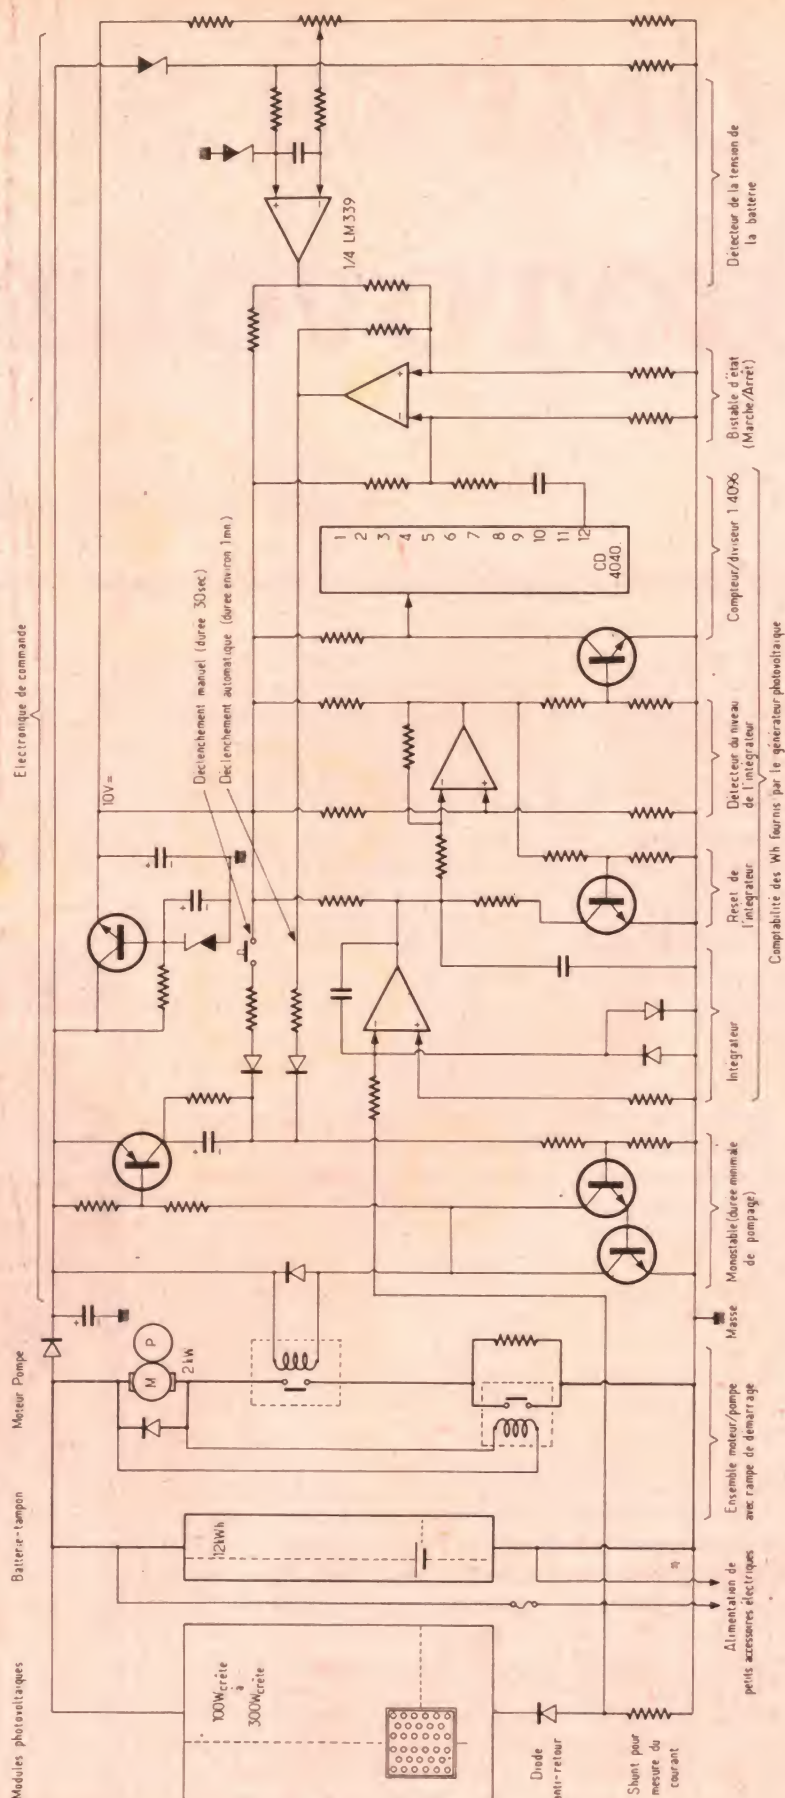 Electronique de commande
Modules photovoltaïques
Batterie-tampon
Moteur Pompe
100W crête
à
300W crête
12kWh
M
P
2kW
+
-
10V=
+
-
+
-
+
-
Déclenchement manuel (durée 30sec)
Déclenchement automatique (durée environ 1mn)
1/4 LM339
+
-
+
-
+
-
+
-
1
2
3
4
5
6
7
8
9
10
11
12
CD
4040.
Diode
anti-retour
Shunt pour
mesure du
courant
Alimentation de
petits accessoires électriques
Ensemble moteur/pompe
avec rampe de démarrage
Masse
Monostable (durée minimale
de pompage)
Intégrateur
Reset de
l'intégrateur
Détecteur du niveau
de l'intégrateur
Compteur/diviseur 1.4096
Comptabilité des Wh fournis par le générateur photovoltaïque
Bistable d'état
(Marche/Arrêt)
Détecteur de la tension de
la batterie